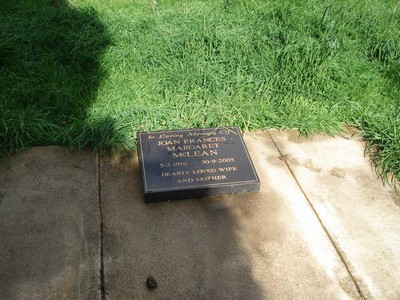 In Loving Memory Of
JOAN FRANCES
MARGARET
McLEAN
5-2-1916 - 30-9-2005
DEARLY LOVED WIFE
AND MOTHER